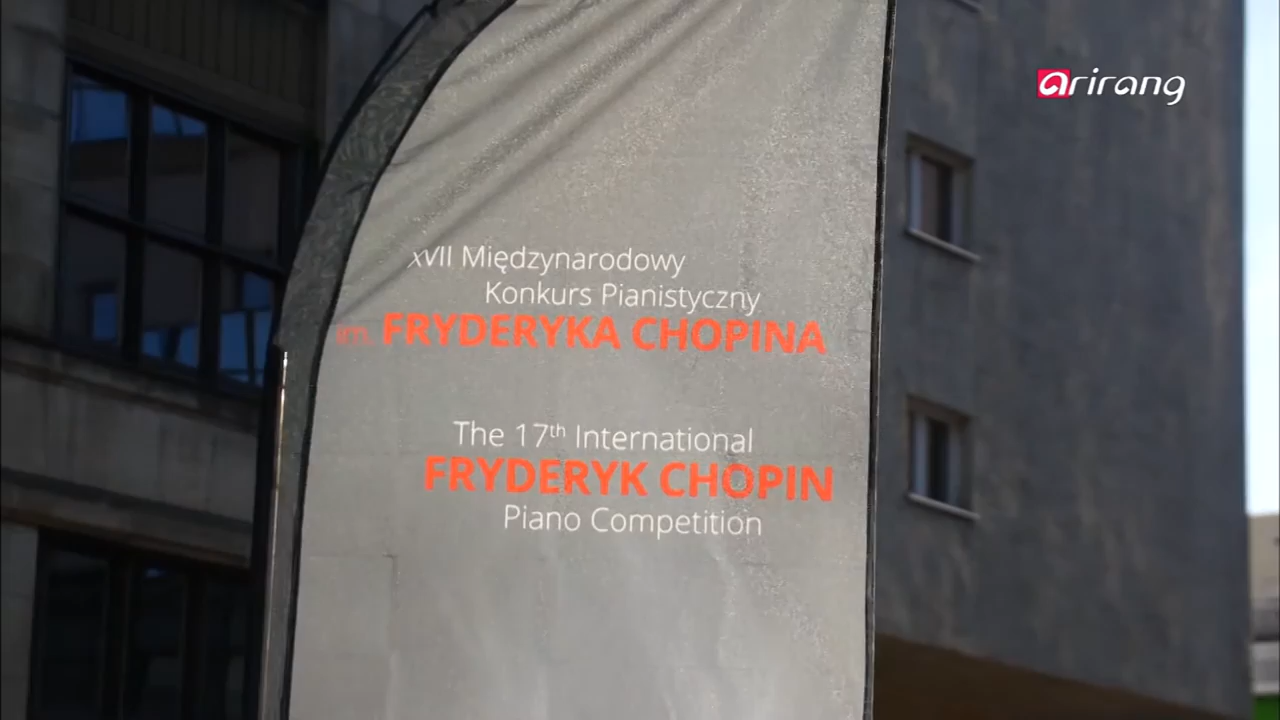 arirang
XVII Międzynarodowy
Konkurs Pianistyczny
im. FRYDERYKA CHOPINA
The 17th International
FRYDERYK CHOPIN
Piano Competition